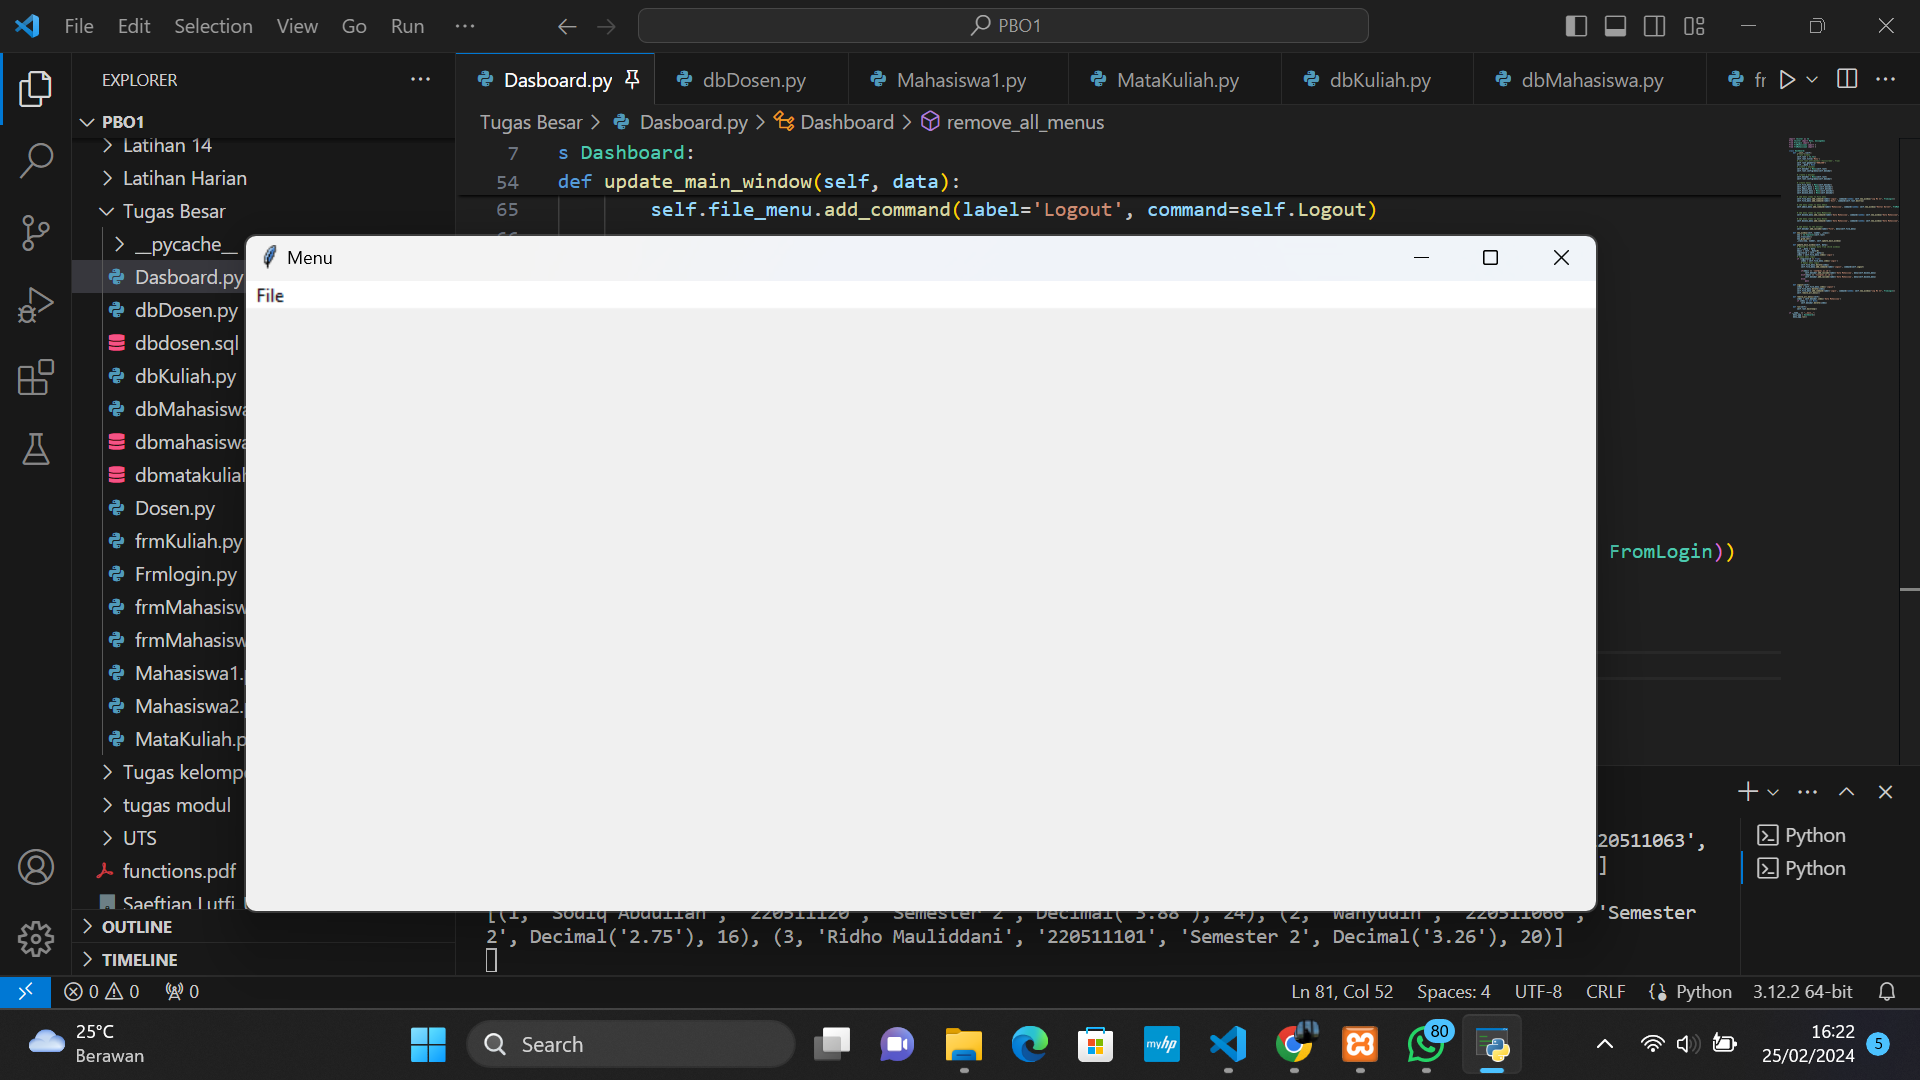 File Edit Selection View Go Run ··· PBO1
EXPLORER
Dasboard.py dbDosen.py Mahasiswa1.py MataKuliah.py dbKuliah.py dbMahasiswa.py fr
PBO1
Tugas Besar > Dasboard.py > Dashboard > remove_all_menus
Latihan 14
Latihan Harian
Tugas Besar
__pycache__
Dasboard.py
dbDosen.py
dbdosen.sql
dbKuliah.py
dbMahasiswa
dbmahasiswa
dbmatakuliah
Dosen.py
frmKuliah.py
Frmlogin.py
frmMahasisw
frmMahasisw
Mahasiswa1.
Mahasiswa2.
MataKuliah.p
Tugas kelomp
tugas modul
UTS
functions.pdf
Saeftian Lutfi
OUTLINE
TIMELINE
7 s Dashboard:
54 def update_main_window(self, data):
65 self.file_menu.add_command(label='Logout', command=self.Logout)
Menu
File
FromLogin))
20511063',
]
[(1, 'Sodiq Abdullah', '220511120', 'Semester 2', Decimal('3.88'), 24), (2, 'Wahyudin', '220511066', 'Semester
2', Decimal('2.75'), 16), (3, 'Ridho Mauliddani', '220511101', 'Semester 2', Decimal('3.26'), 20)]
Python
Python
0 0 0 Ln 81, Col 52 Spaces: 4 UTF-8 CRLF Python 3.12.2 64-bit
25°C
Berawan
Search
myhp
80
16:22
25/02/2024
5